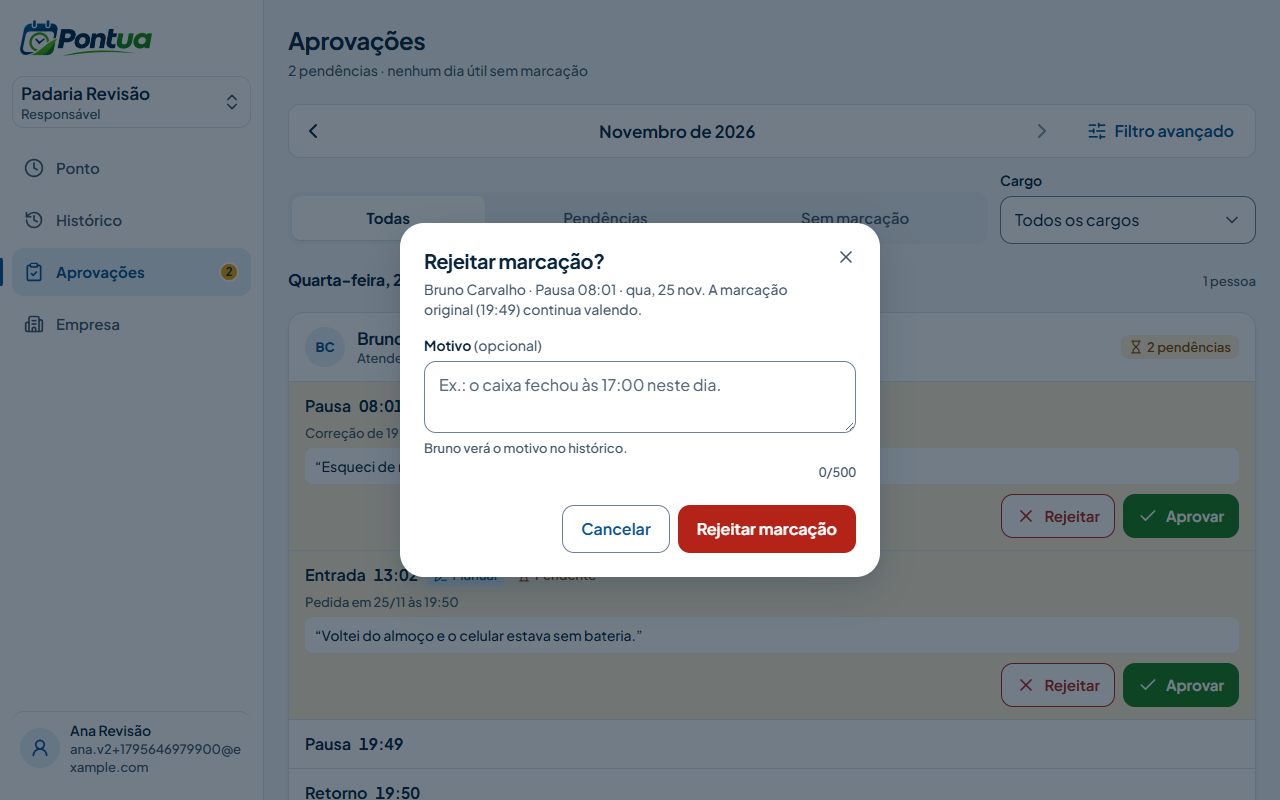 Pontua
Padaria Revisão
Responsável
Ponto
Histórico
Aprovações
2
Empresa
Ana Revisão
ana.v2+1795646979900@e
xample.com
Aprovações
2 pendências · nenhum dia útil sem marcação
Novembro de 2026
Filtro avançado
Todas
Pendências
Sem marcação
Cargo
Todos os cargos
Quarta-feira, 2
1 pessoa
BC
2 pendências
Pausa 08:01
Correção de 19
“Esqueci de
Rejeitar
Aprovar
Rejeitar marcação?
Bruno Carvalho · Pausa 08:01 · qua, 25 nov. A marcação
original (19:49) continua valendo.
Motivo (opcional)
Ex.: o caixa fechou às 17:00 neste dia.
Bruno verá o motivo no histórico.
0/500
Cancelar
Rejeitar marcação
Entrada 13:02 Manual Pendente
Pedida em 25/11 às 19:50
“Voltei do almoço e o celular estava sem bateria.”
Rejeitar
Aprovar
Pausa 19:49
Retorno 19:50